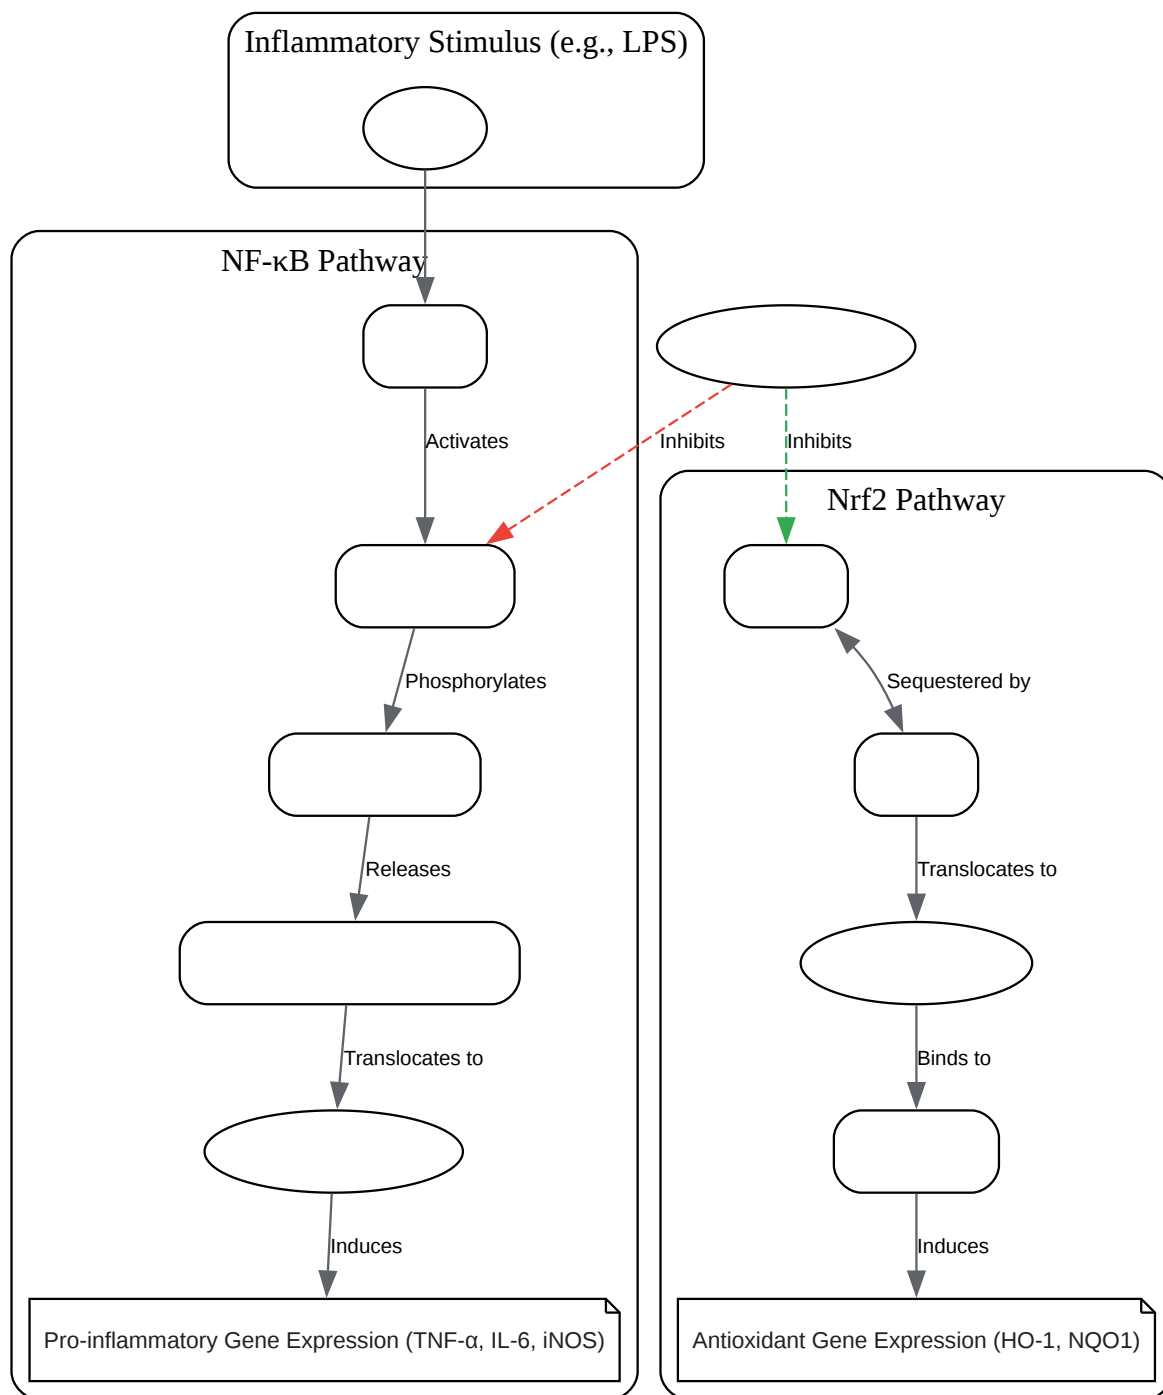 Inflammatory Stimulus (e.g., LPS)
NF-κB Pathway
Activates
Inhibits
Inhibits
Nrf2 Pathway
Phosphorylates
Sequestered by
Releases
Translocates to
Translocates to
Binds to
Induces
Induces
Pro-inflammatory Gene Expression (TNF-α, IL-6, iNOS)
Antioxidant Gene Expression (HO-1, NQO1)